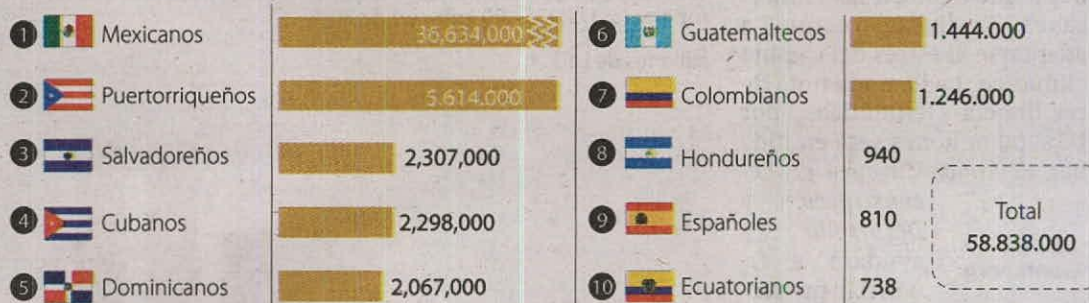 1 Mexicanos 36,634,000
2 Puertorriqueños 5.614.000
3 Salvadoreños 2,307,000
4 Cubanos 2,298,000
5 Dominicanos 2,067,000
6 Guatemaltecos 1.444.000
7 Colombianos 1.246.000
8 Hondureños 940
9 Españoles 810
10 Ecuatorianos 738
Total
58.838.000